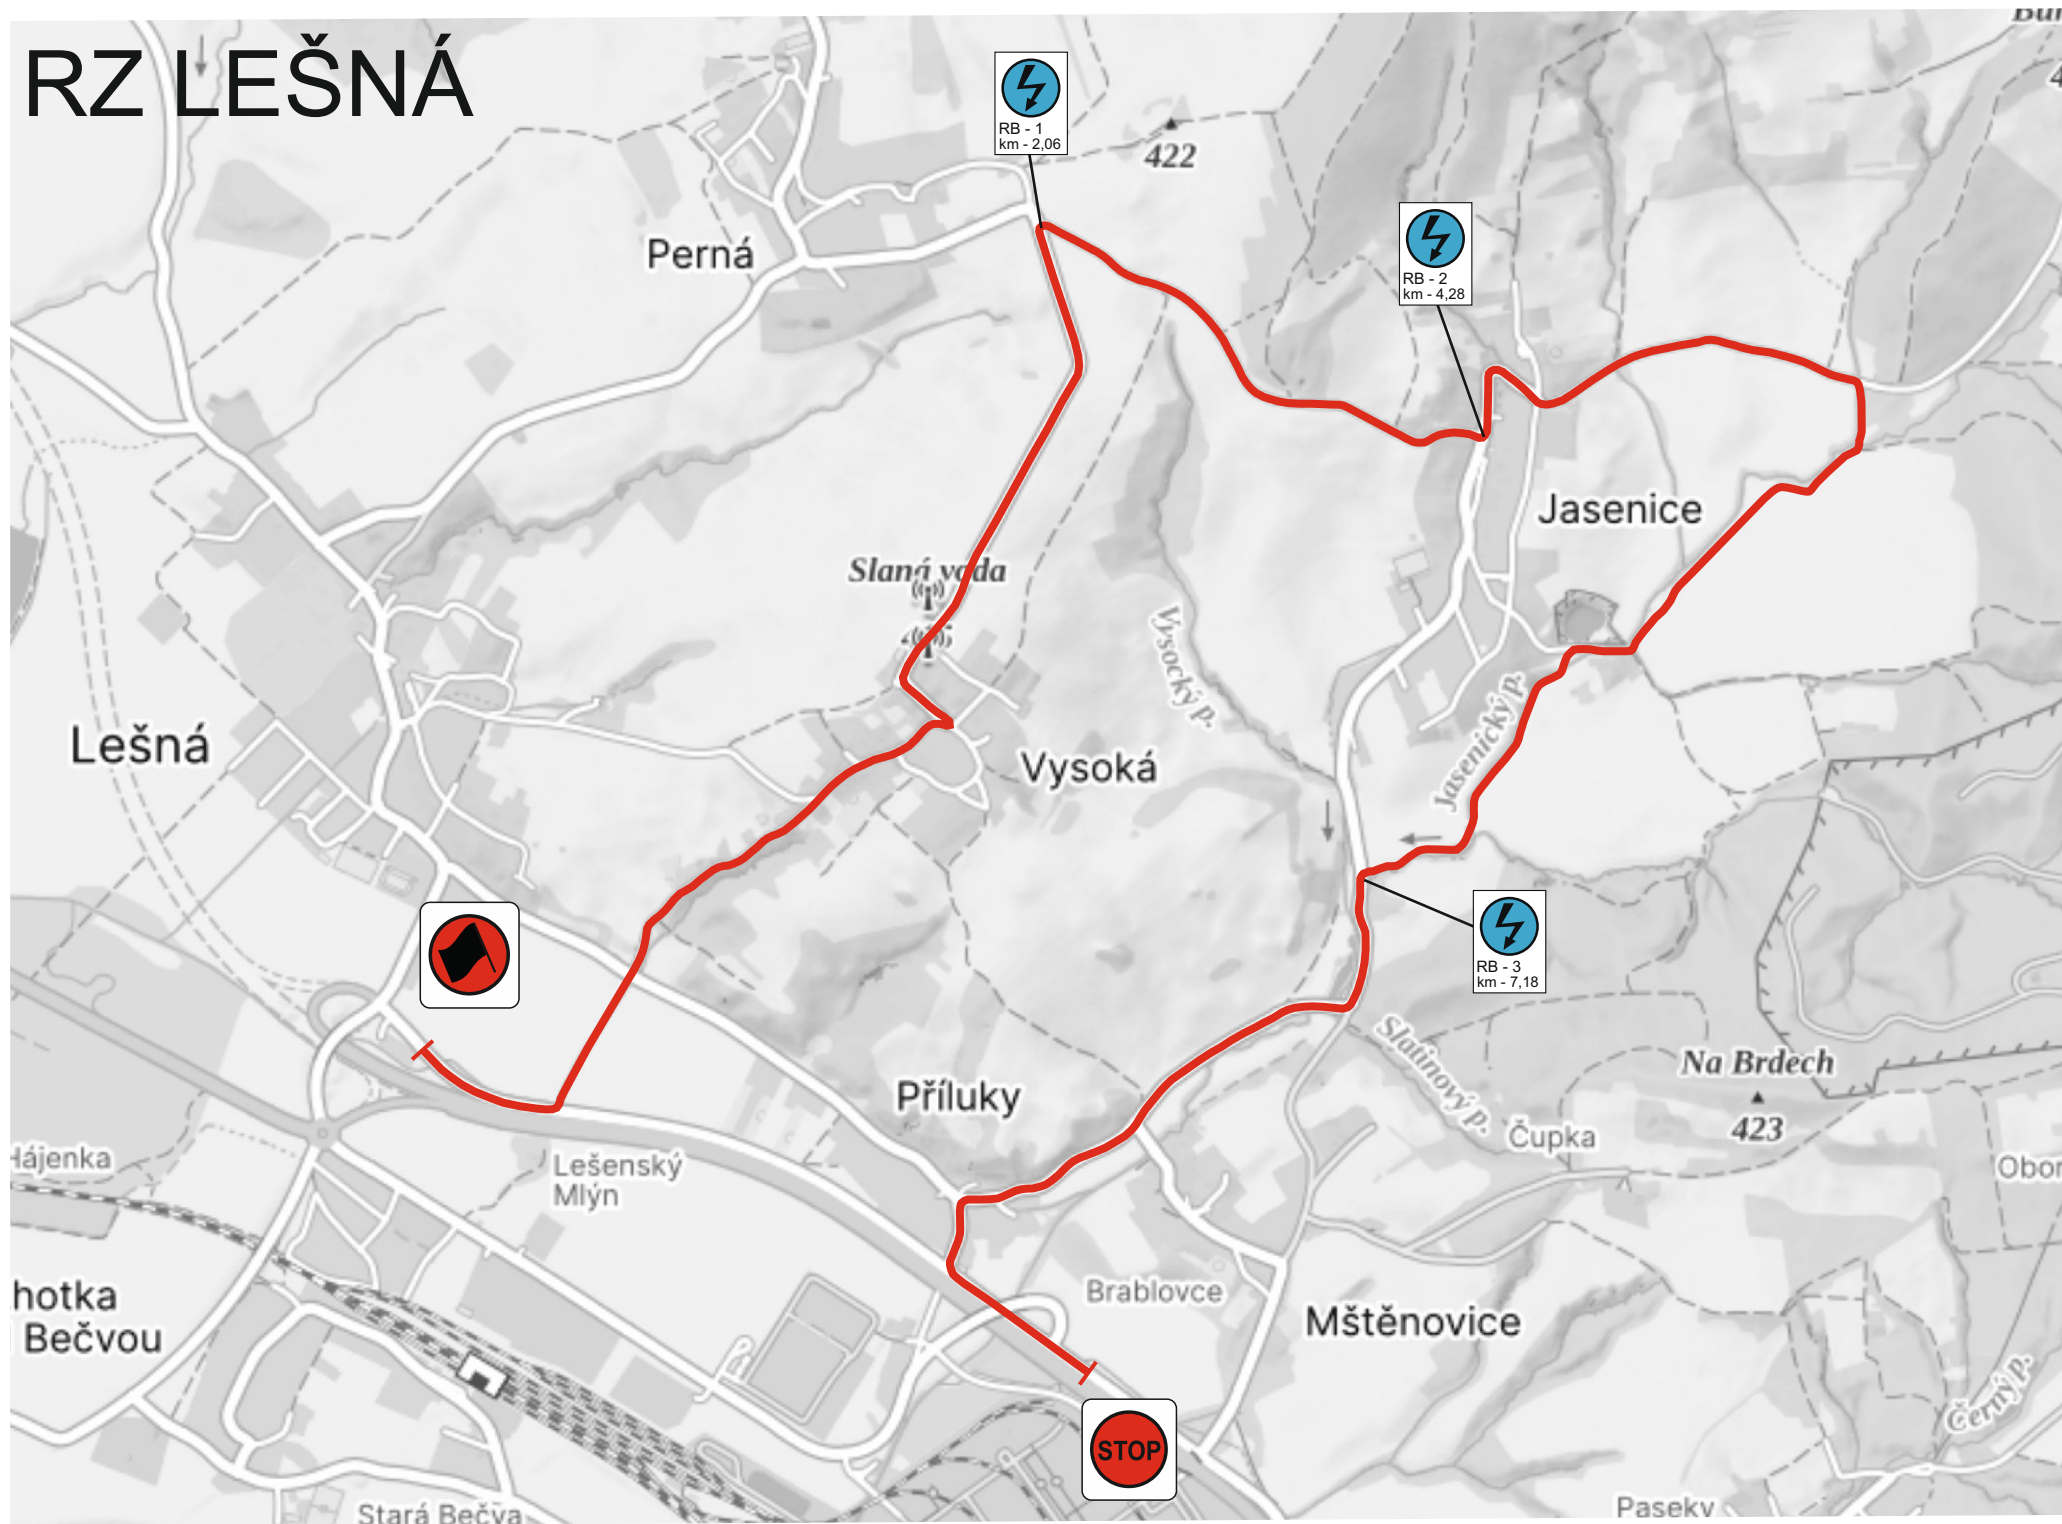 RZ LEŠNÁ
RB - 1
km - 2,06
422
Perná
RB - 2
km - 4,28
Jasenice
Slaná voda
Vysocký p.
Jasenický p.
Lešná
Vysoká
RB - 3
km - 7,18
Slatinový p.
Na Brdech
423
Příluky
Čupka
Hájenka
Lešenský
Mlýn
Obor
hotka
Bečvou
Brablovce
Mštěnovice
Černý p.
STOP
Stará Bečva
Paseky